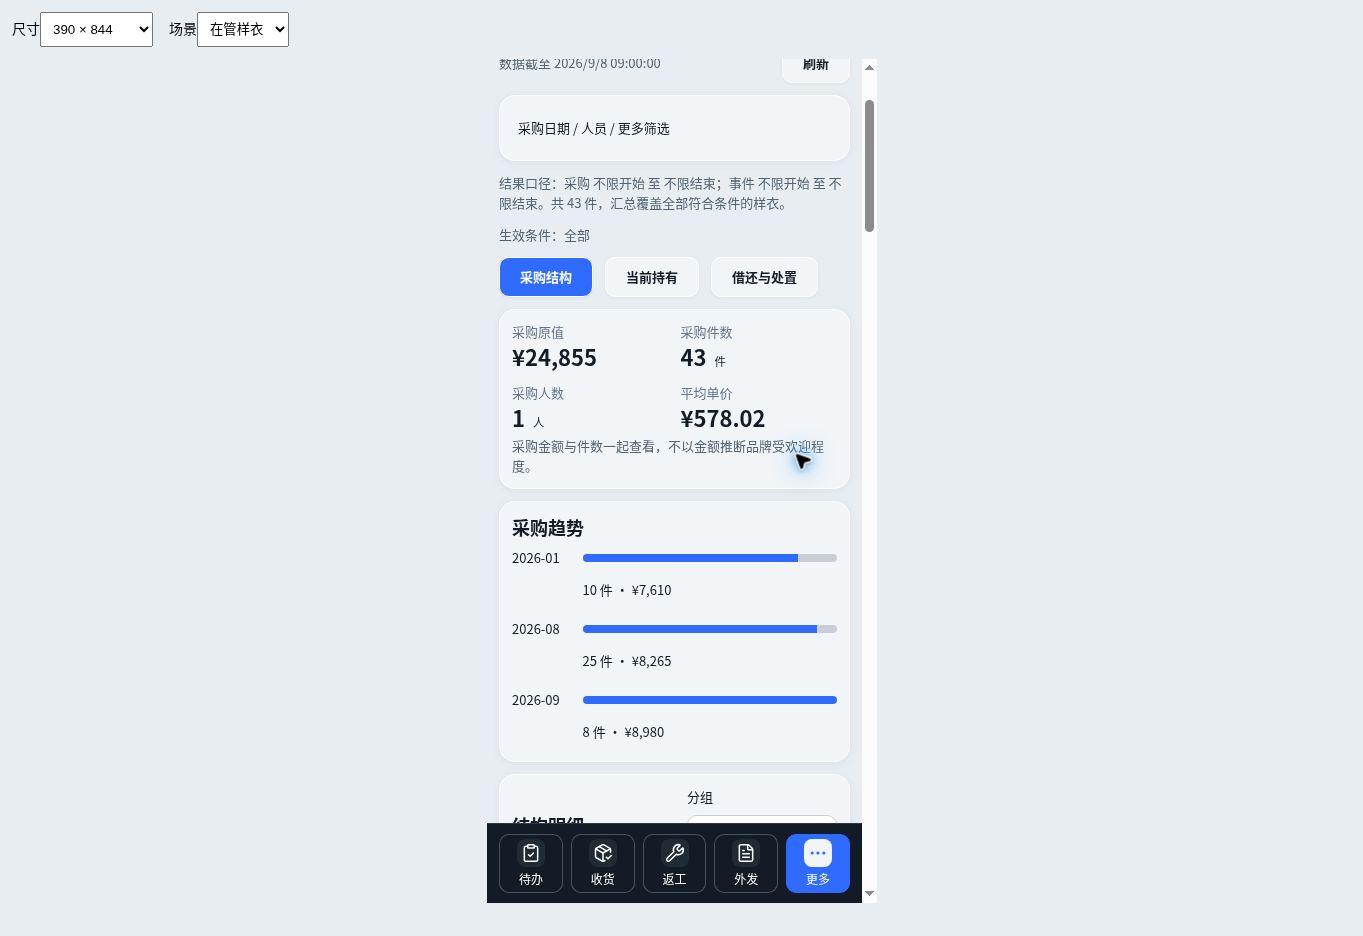 尺寸 390 × 844 场景 在管样衣
数据截至 2026/9/8 09:00:00 刷新
采购日期 / 人员 / 更多筛选
结果口径：采购 不限开始 至 不限结束；事件 不限开始 至 不
限结束。共 43 件，汇总覆盖全部符合条件的样衣。
生效条件：全部
采购结构 当前持有 借还与处置
采购原值 采购件数
¥24,855 43 件
采购人数 平均单价
1 人 ¥578.02
采购金额与件数一起查看，不以金额推断品牌受欢迎程
度。
采购趋势
2026-01
10 件 · ¥7,610
2026-08
25 件 · ¥8,265
2026-09
8 件 · ¥8,980
分组
结构明细
待办 收货 返工 外发 更多